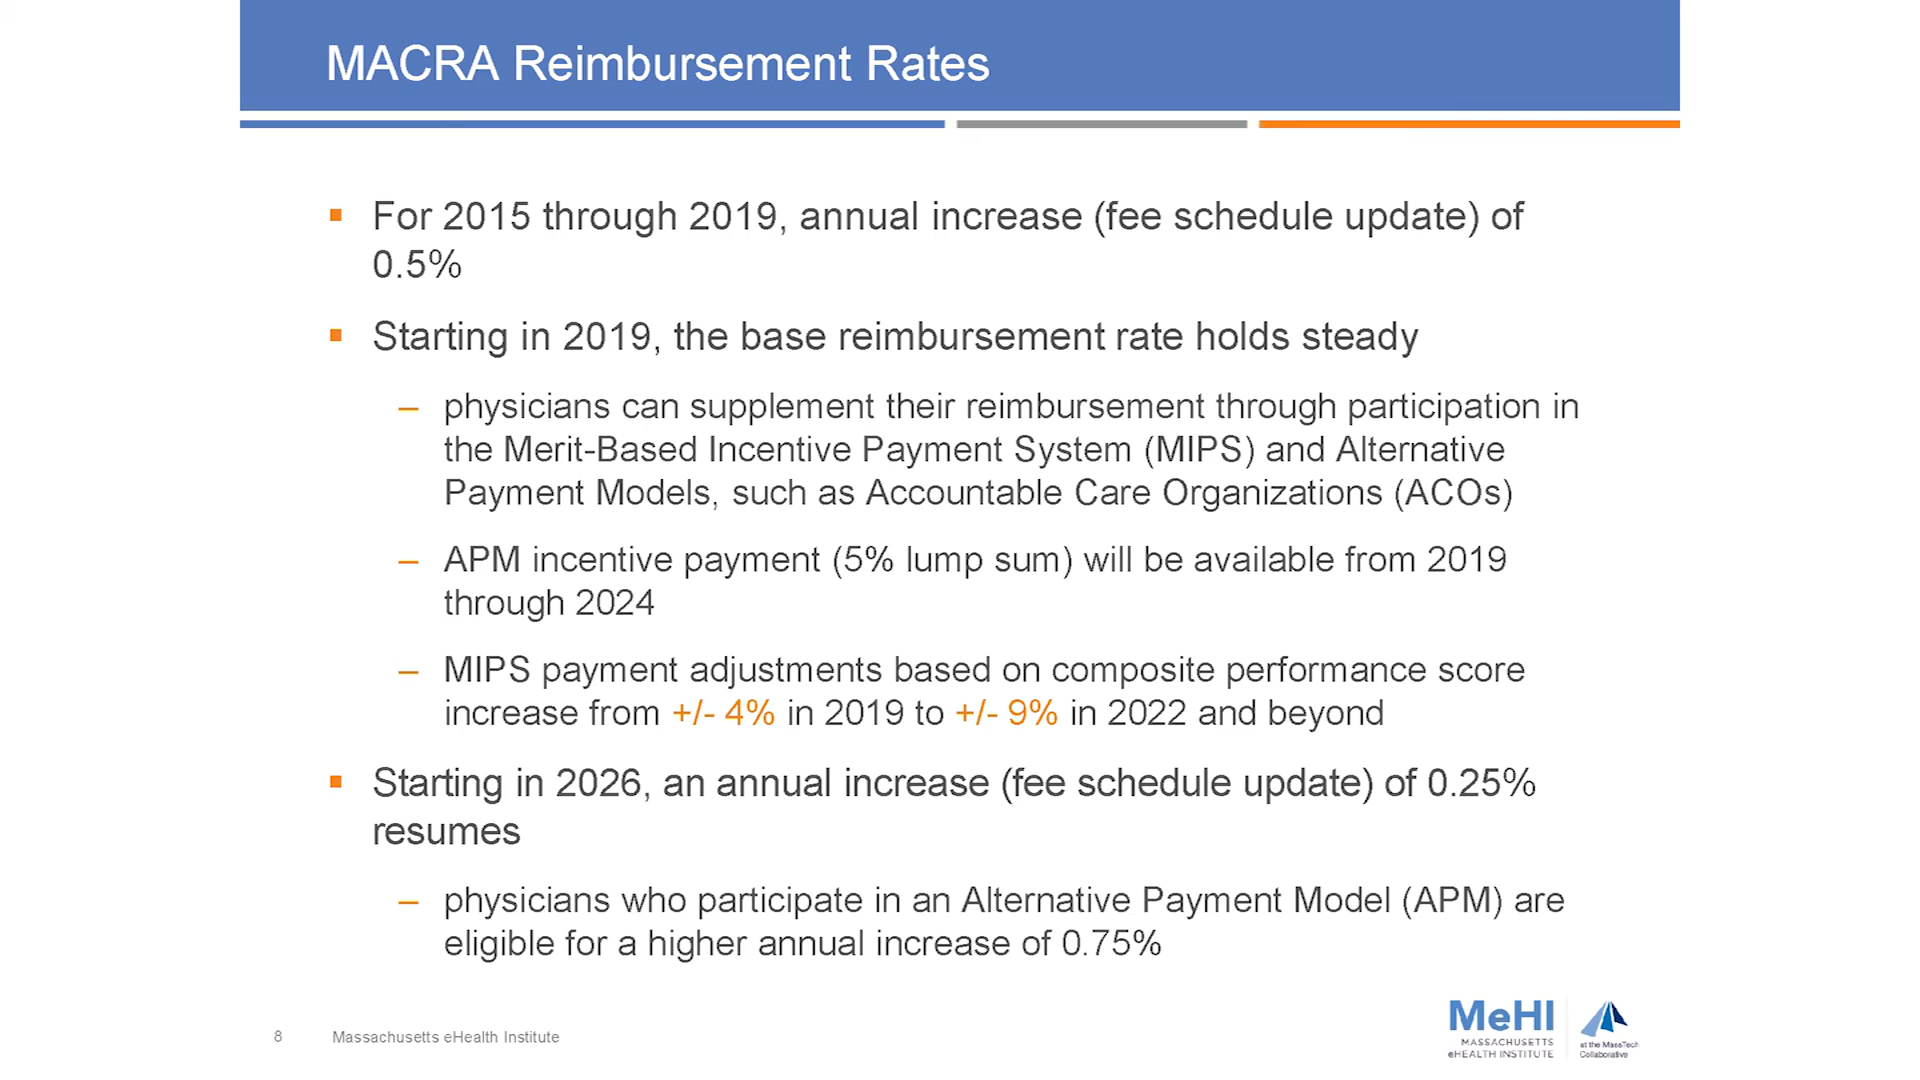 MACRA Reimbursement Rates
▪ For 2015 through 2019, annual increase (fee schedule update) of
0.5%
▪ Starting in 2019, the base reimbursement rate holds steady
– physicians can supplement their reimbursement through participation in
the Merit-Based Incentive Payment System (MIPS) and Alternative
Payment Models, such as Accountable Care Organizations (ACOs)
– APM incentive payment (5% lump sum) will be available from 2019
through 2024
– MIPS payment adjustments based on composite performance score
increase from +/- 4% in 2019 to +/- 9% in 2022 and beyond
▪ Starting in 2026, an annual increase (fee schedule update) of 0.25%
resumes
– physicians who participate in an Alternative Payment Model (APM) are
eligible for a higher annual increase of 0.75%
8 Massachusetts eHealth Institute
MeHI
MASSACHUSETTS
eHEALTH INSTITUTE
at the MassTech
Collaborative